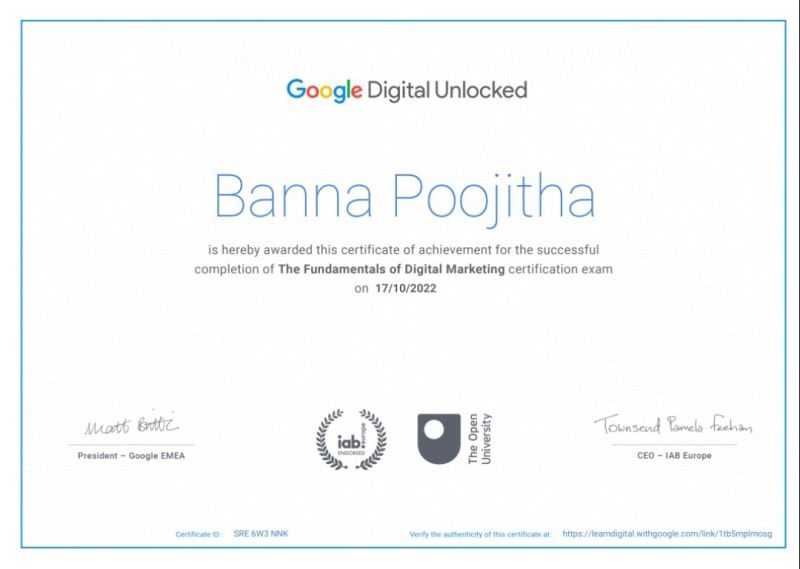 Google Digital Unlocked
Banna Poojitha
is hereby awarded this certificate of achievement for the successful
completion of The Fundamentals of Digital Marketing certification exam
on 17/10/2022
Townsend Pamela Feehan
President – Google EMEA
iab.europe
ENDORSED
The Open
University
CEO – IAB Europe
Certificate ID: SRE 6W3 NNK
Verify the authenticity of this certificate at: https://learndigital.withgoogle.com/link/1tb5mplmosg